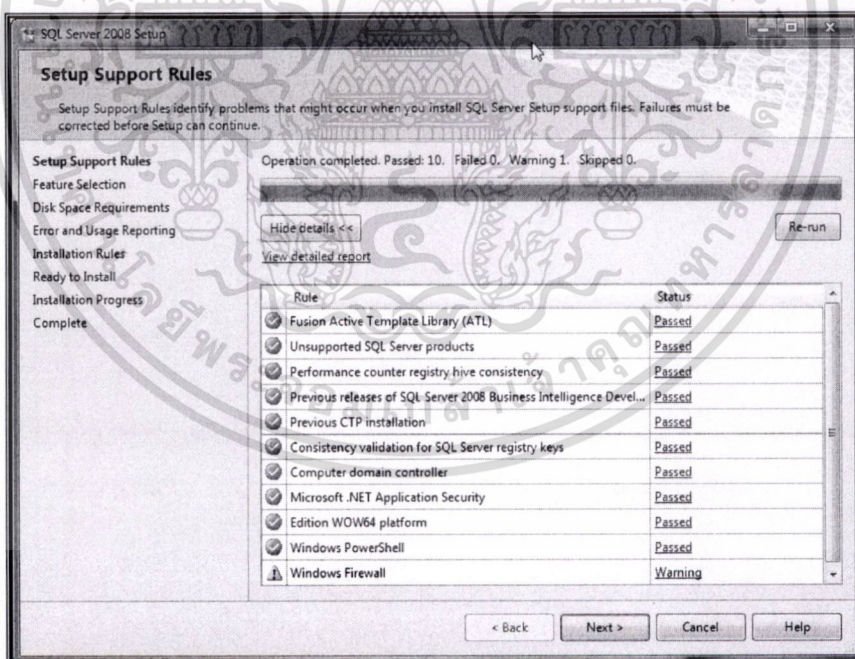 SQL Server 2008 Setup
Setup Support Rules
Setup Support Rules identify problems that might occur when you install SQL Server Setup support files. Failures must be
corrected before Setup can continue.
Setup Support Rules
Feature Selection
Disk Space Requirements
Error and Usage Reporting
Installation Rules
Ready to Install
Installation Progress
Complete
Operation completed. Passed: 10. Failed 0. Warning 1. Skipped 0.
Hide details <<
Re-run
View detailed report
Rule Status
Fusion Active Template Library (ATL) Passed
Unsupported SQL Server products Passed
Performance counter registry hive consistency Passed
Previous releases of SQL Server 2008 Business Intelligence Devel... Passed
Previous CTP installation Passed
Consistency validation for SQL Server registry keys Passed
Computer domain controller Passed
Microsoft .NET Application Security Passed
Edition WOW64 platform Passed
Windows PowerShell Passed
Windows Firewall Warning
< Back
Next >
Cancel
Help